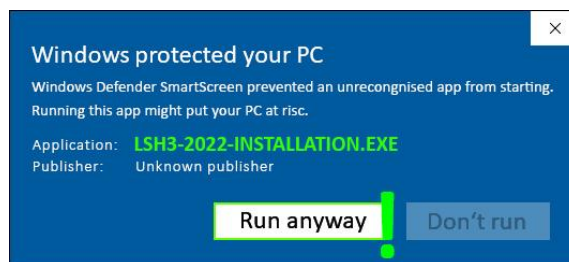 Windows protected your PC
Windows Defender SmartScreen prevented an unrecongnised app from starting.
Running this app might put your PC at risc.
Application: LSH3-2022-INSTALLATION.EXE
Publisher: Unknown publisher
Run anyway ! Don't run